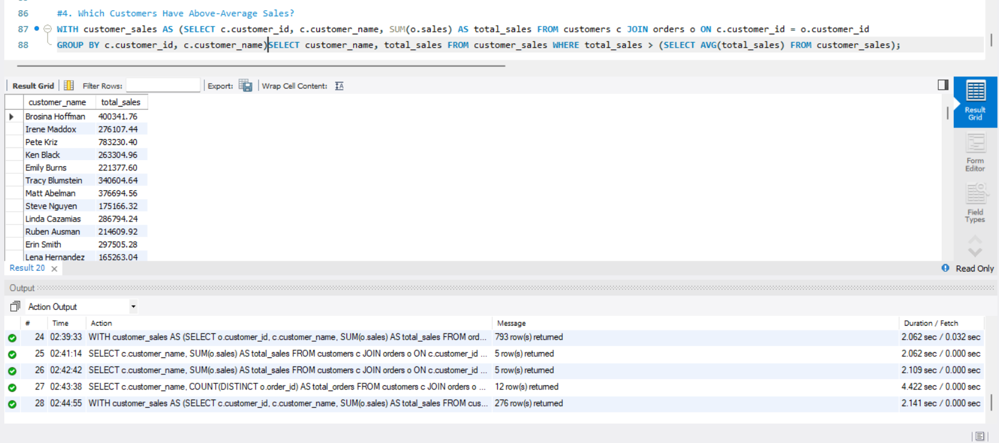 86 #4. Which Customers Have Above-Average Sales?
87 WITH customer_sales AS (SELECT c.customer_id, c.customer_name, SUM(o.sales) AS total_sales FROM customers c JOIN orders o ON c.customer_id = o.customer_id
88 GROUP BY c.customer_id, c.customer_name)SELECT customer_name, total_sales FROM customer_sales WHERE total_sales > (SELECT AVG(total_sales) FROM customer_sales);
Result Grid Filter Rows: Export: Wrap Cell Content:
customer_name total_sales
Brosina Hoffman 400341.76
Irene Maddox 276107.44
Pete Kriz 783230.40
Ken Black 263304.96
Emily Burns 221377.60
Tracy Blumstein 340604.64
Matt Abelman 376694.56
Steve Nguyen 175166.32
Linda Cazamias 286794.24
Ruben Ausman 214609.92
Erin Smith 297505.28
Lena Hernandez 165263.04
Result
Grid
Form
Editor
Field
Types
Result 20 Read Only
Output
Action Output
# Time Action Message Duration / Fetch
24 02:39:33 WITH customer_sales AS (SELECT o.customer_id, c.customer_name, SUM(o.sales) AS total_sales FROM ord... 793 row(s) returned 2.062 sec / 0.032 sec
25 02:41:14 SELECT c.customer_name, SUM(o.sales) AS total_sales FROM customers c JOIN orders o ON c.customer_id ... 5 row(s) returned 2.062 sec / 0.000 sec
26 02:42:42 SELECT c.customer_name, SUM(o.sales) AS total_sales FROM customers c JOIN orders o ON c.customer_id ... 5 row(s) returned 2.109 sec / 0.000 sec
27 02:43:38 SELECT c.customer_name, COUNT(DISTINCT o.order_id) AS total_orders FROM customers c JOIN orders o ... 12 row(s) returned 4.422 sec / 0.000 sec
28 02:44:55 WITH customer_sales AS (SELECT c.customer_id, c.customer_name, SUM(o.sales) AS total_sales FROM cus... 276 row(s) returned 2.141 sec / 0.000 sec